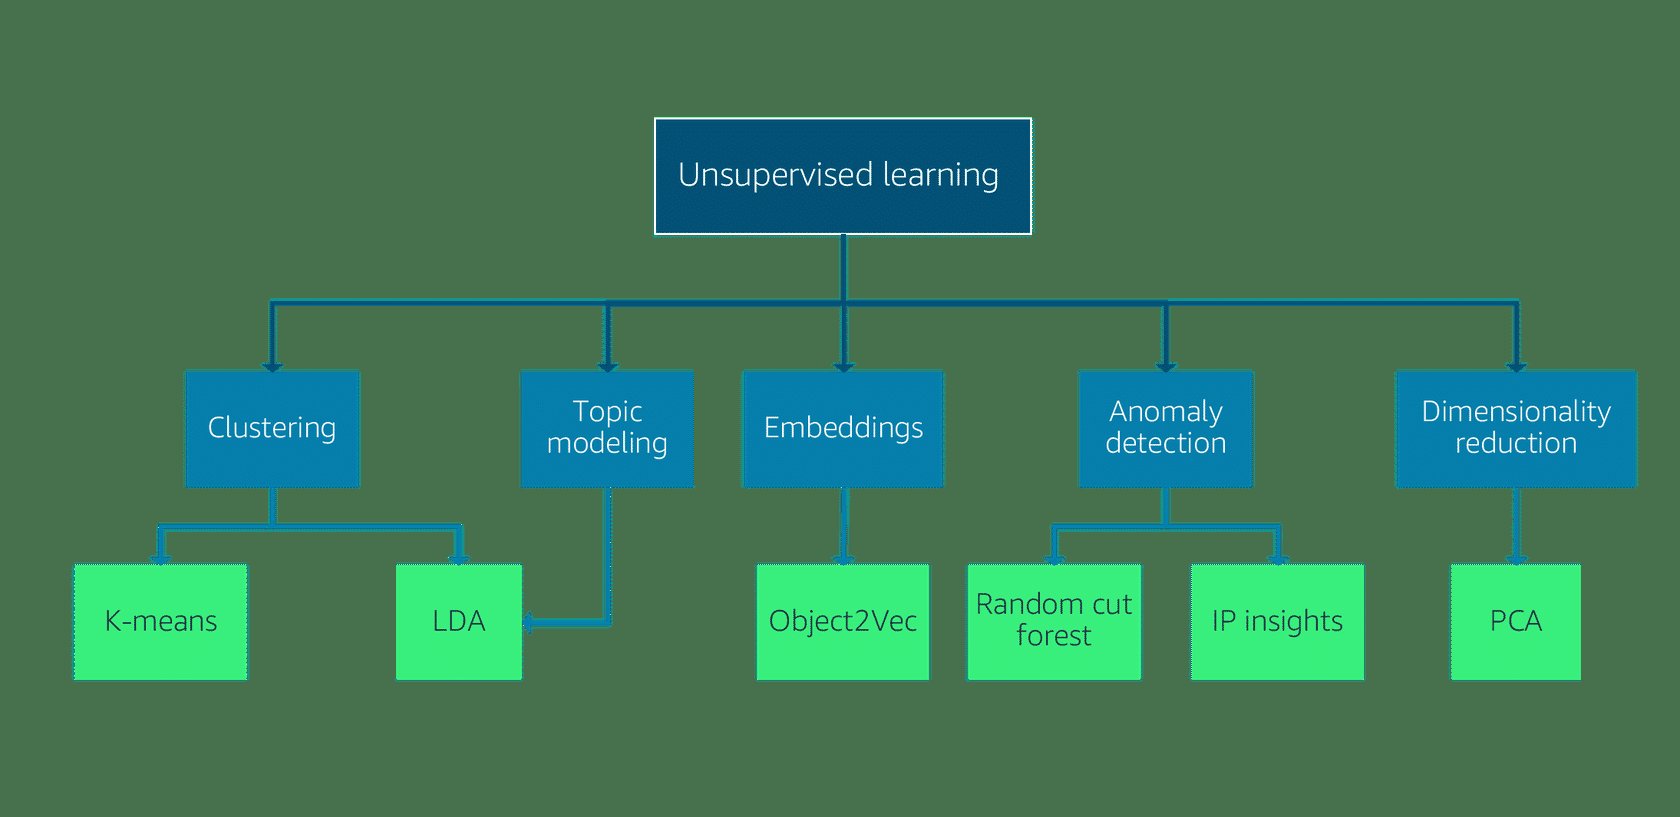 Unsupervised learning
Clustering
Topic
modeling
Embeddings
Anomaly
detection
Dimensionality
reduction
K-means
LDA
Object2Vec
Random cut
forest
IP insights
PCA